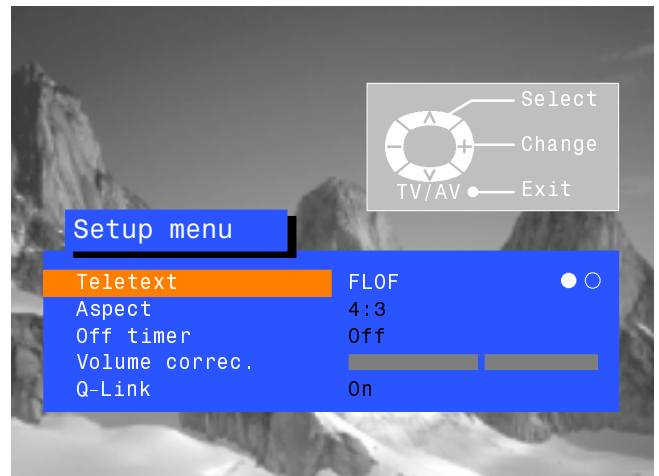 Select
Change
TV/AV Exit
Setup menu
Teletext FLOF
Aspect 4:3
Off timer Off
Volume correc.
Q-Link On